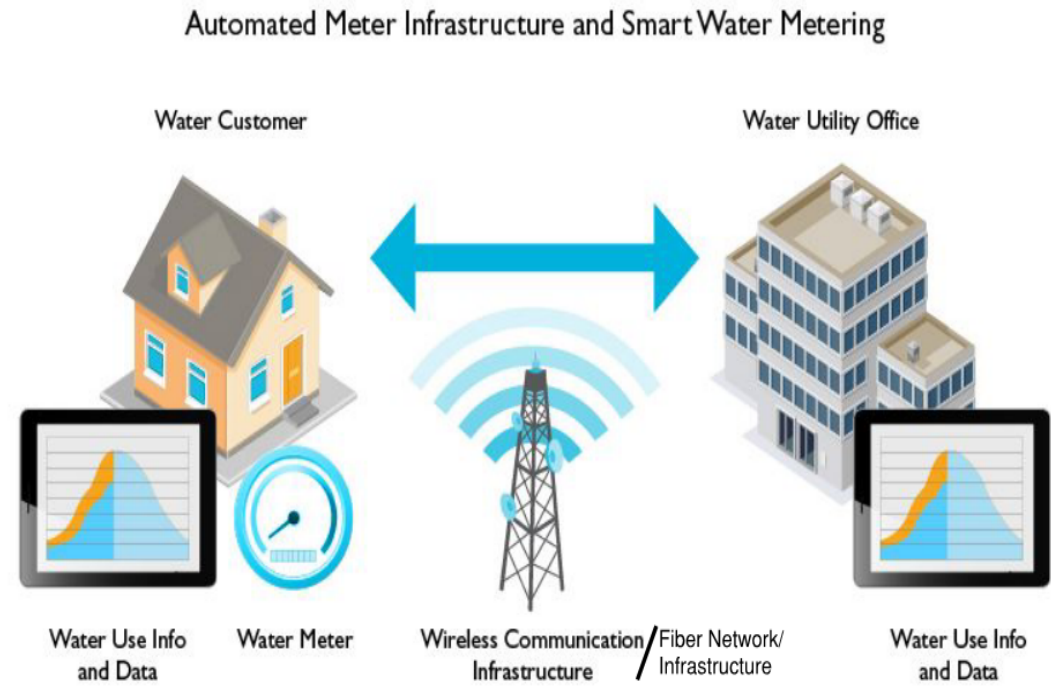 Automated Meter Infrastructure and Smart Water Metering
Water Customer
Water Utility Office
Water Use Info
and Data
Water Meter
Wireless Communication
Infrastructure
/
Fiber Network/
Infrastructure
Water Use Info
and Data